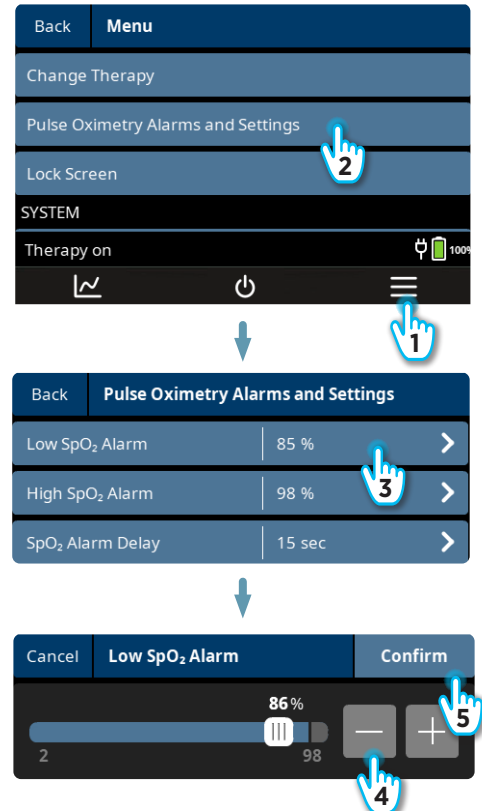 Back Menu
Change Therapy
Pulse Oximetry Alarms and Settings
2
Lock Screen
SYSTEM
Therapy on 100%
1
Back Pulse Oximetry Alarms and Settings
Low SpO₂ Alarm 85 %
3
High SpO₂ Alarm 98 %
SpO₂ Alarm Delay 15 sec
Cancel Low SpO₂ Alarm Confirm
5
86%
2 98
4